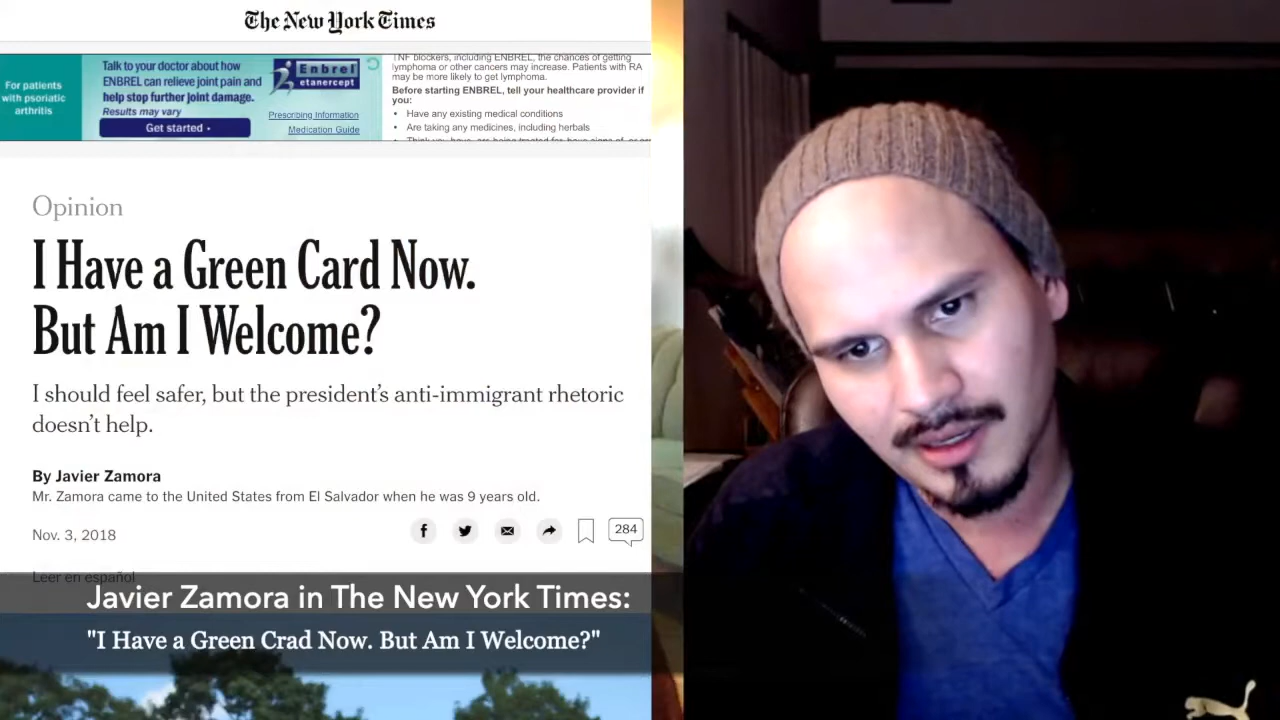 The New York Times
For patients
with psoriatic
arthritis
Talk to your doctor about how
ENBREL can relieve joint pain and
help stop further joint damage.
Results may vary
Get started
Enbrel
etanercept
Prescribing Information
Medication Guide
TNF blockers, including ENBREL, the chances of getting
lymphoma or other cancers may increase. Patients with RA
may be more likely to get lymphoma.
Before starting ENBREL, tell your healthcare provider if
you:
• Have any existing medical conditions
• Are taking any medicines, including herbals
Opinion
I Have a Green Card Now.
But Am I Welcome?
I should feel safer, but the president's anti-immigrant rhetoric
doesn't help.
By Javier Zamora
Mr. Zamora came to the United States from El Salvador when he was 9 years old.
Nov. 3, 2018
284
Leer en español
Javier Zamora in The New York Times:
"I Have a Green Crad Now. But Am I Welcome?"